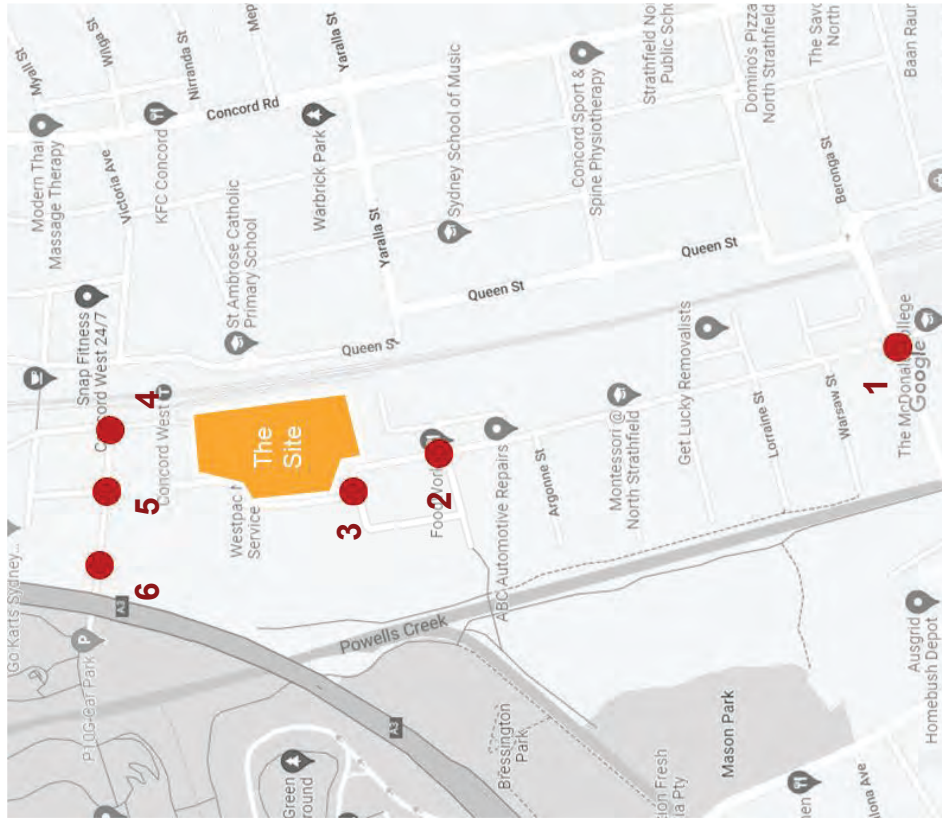 Go Karts Sydney...
P10G Car Park
A3
6
5
4
Snap Fitness
Concord West 24/7
Concord West
Modern Thai
Massage Therapy
Myall St
Wilga St
Nirranda St
Victoria Ave
KFC Concord
Concord Rd
St Ambrose Catholic
Primary School
Warbrick Park
Yaralla St
Yaralla St
The
Site
Westpac
Service
Queen St
Queen St
Queen St
Sydney School of Music
Concord Sport &
Spine Physiotherapy
Strathfield No
Public Scho
3
2
ABC Automotive Repairs
Argonne St
Powells Creek
A3
Green
Bressington
Park
Montessori @
North Strathfield
Get Lucky Removalists
Lorraine St
Warsaw St
Domino's Pizza
North Strathfield
The Savo
North
Beronga St
Baan Raur
1
The McDonald College
Google
Mason Park
Ausgrid
Homebush Depot